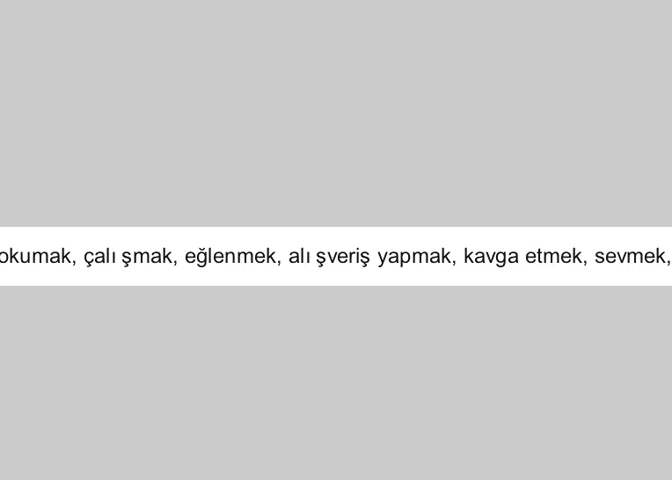 okumak, çalı şmak, eğlenmek, alı şveriş yapmak, kavga etmek, sevmek,